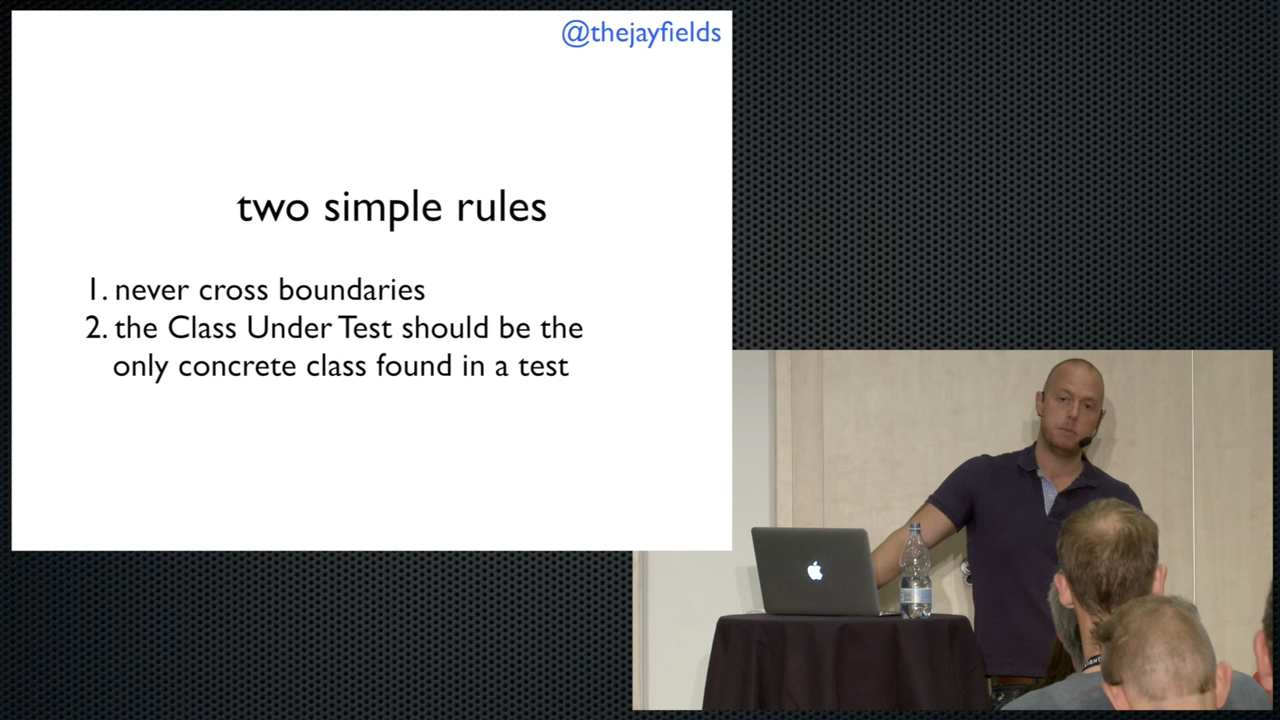 @thejayfields
two simple rules
1. never cross boundaries
2. the Class Under Test should be the
only concrete class found in a test